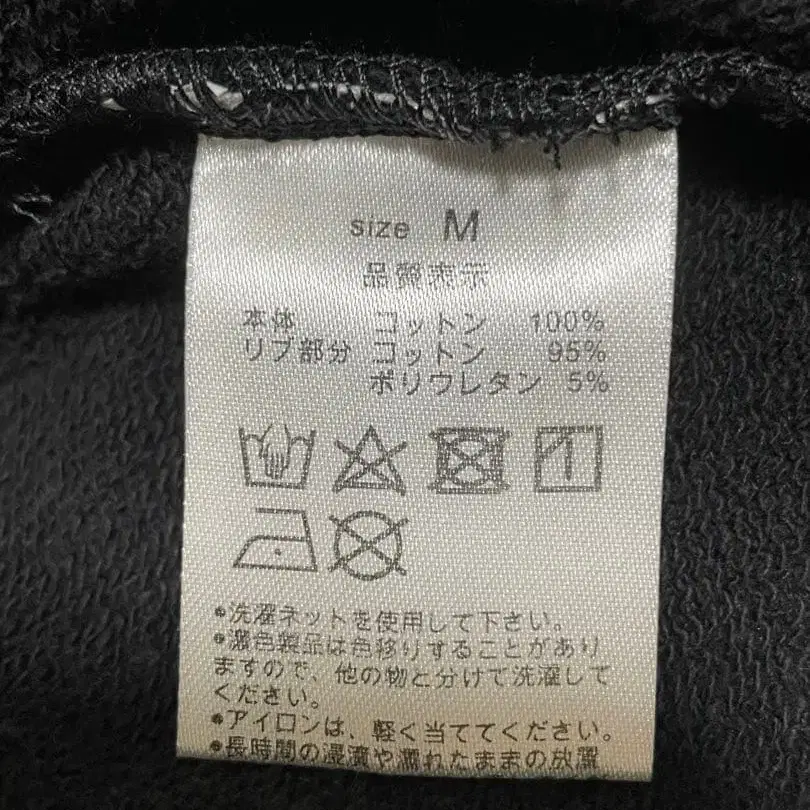 size M
品質表示
本体 コットン 100%
リブ部分 コットン 95%
ポリウレタン 5%
•洗濯ネットを使用して下さい。
•濃色製品は色移りすることがあり
ますので、他の物と分けて洗濯して
ください。
•アイロンは、軽く当ててください。
•長時間の浸漬や濡れたままの放置